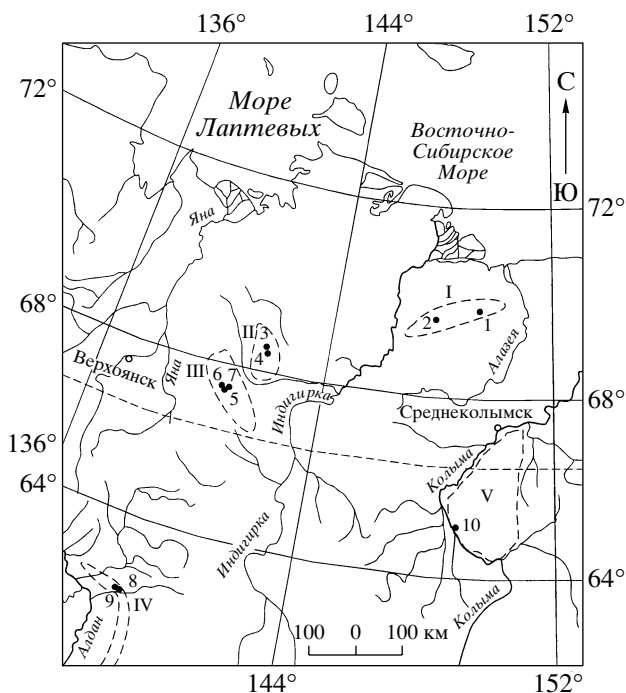 136°
144°
152°
72°
Море
Лаптевых
Восточно-
Сибирское
Море
С
Ю
72°
Яна
68°
I
2
1
Алазея
II
3
4
Верхоянск
Яна
III
6
7
5
Индигирка
68°
Среднеколымск
136°
64°
Колыма
V
10
Индигирка
64°
8
9
IV
Алдан
Колыма
100 0 100 км
144°
152°